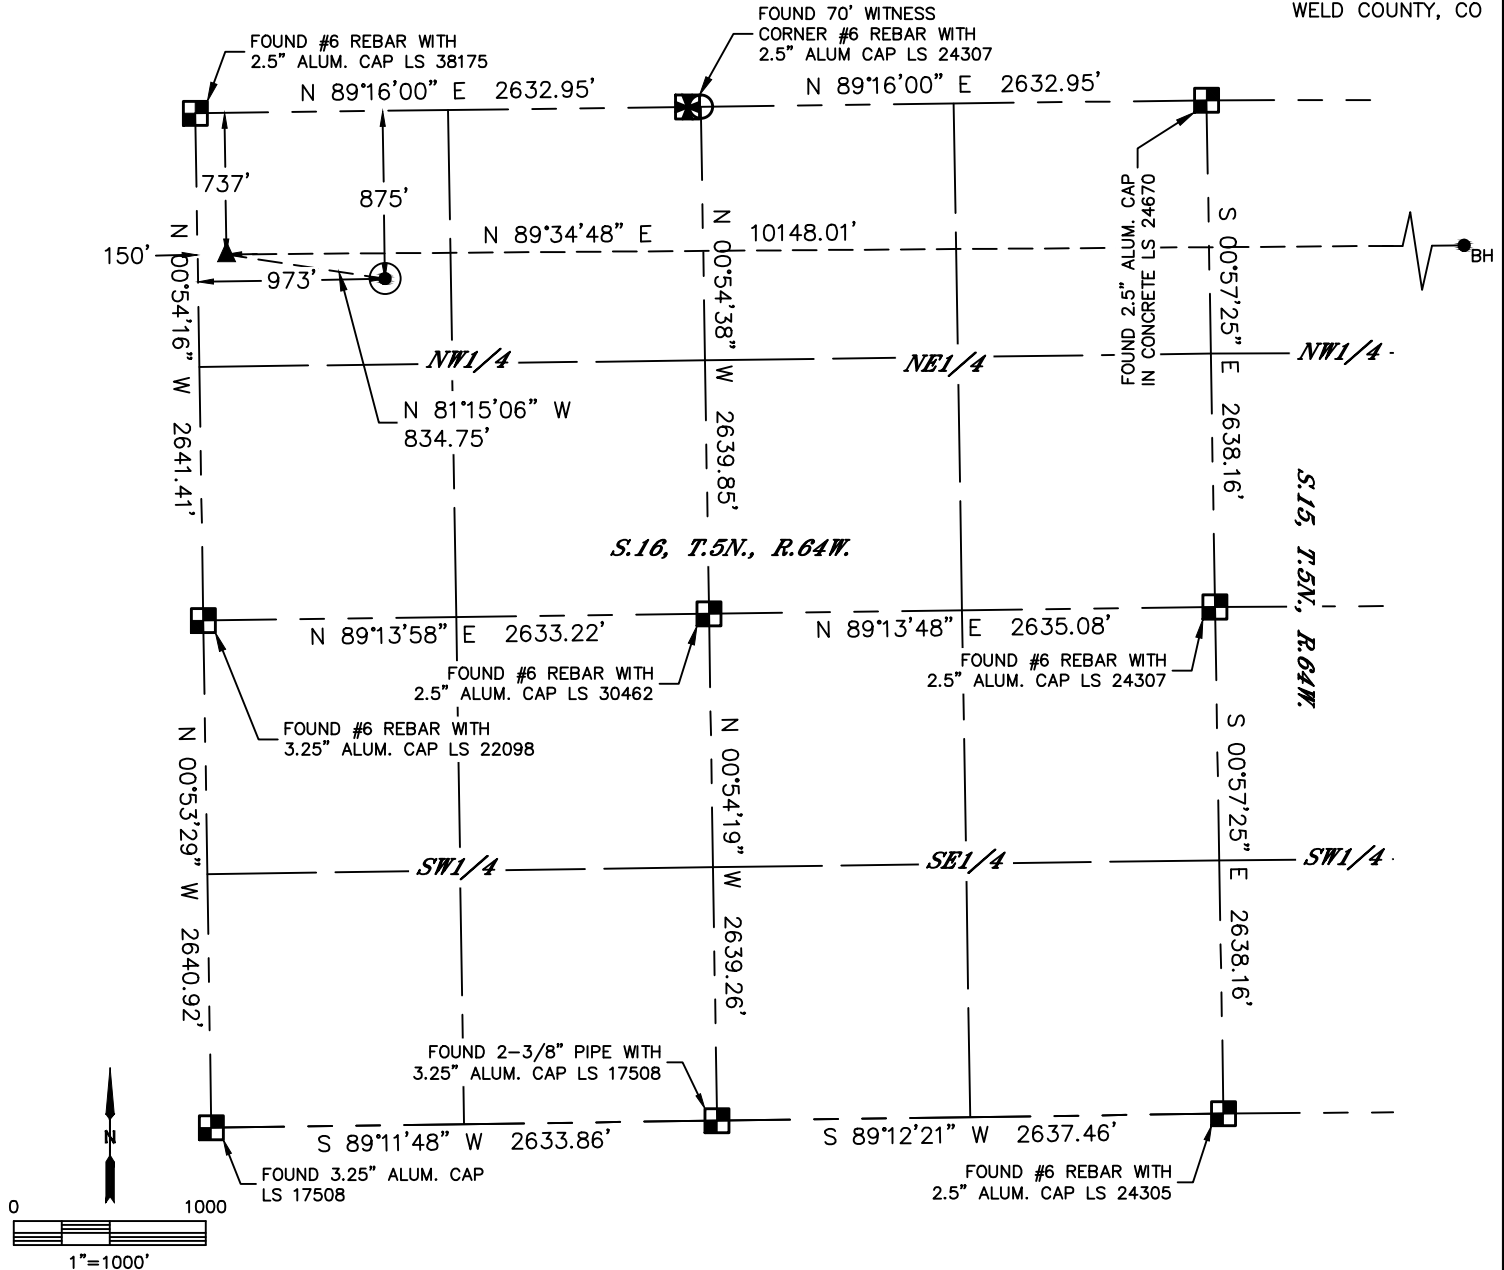 WELD COUNTY, CO
FOUND 70' WITNESS
CORNER #6 REBAR WITH
2.5" ALUM CAP LS 24307
FOUND #6 REBAR WITH
2.5" ALUM. CAP LS 38175
N 89°16'00" E 2632.95'
N 89°16'00" E 2632.95'
737'
875'
FOUND 2.5" ALUM. CAP
IN CONCRETE LS 24670
N 89°34'48" E 10148.01'
150'
973'
BH
N 00°54'16" W 2641.41'
N 00°54'38" W 2639.85'
S 00°57'25" E 2638.16'
NW1/4
NE1/4
NW1/4
N 81°15'06" W
834.75'
S.16, T.5N., R.64W.
S.15, T.5N., R.64W.
N 89°13'58" E 2633.22'
N 89°13'48" E 2635.08'
FOUND #6 REBAR WITH
2.5" ALUM. CAP LS 30462
FOUND #6 REBAR WITH
2.5" ALUM. CAP LS 24307
FOUND #6 REBAR WITH
3.25" ALUM. CAP LS 22098
N 00°53'29" W 2640.92'
N 00°54'19" W 2639.26'
S 00°57'25" E 2638.16'
SW1/4
SE1/4
SW1/4
FOUND 2-3/8" PIPE WITH
3.25" ALUM. CAP LS 17508
S 89°11'48" W 2633.86'
S 89°12'21" W 2637.46'
FOUND 3.25" ALUM. CAP
LS 17508
FOUND #6 REBAR WITH
2.5" ALUM. CAP LS 24305
N
0 1000
1"=1000'